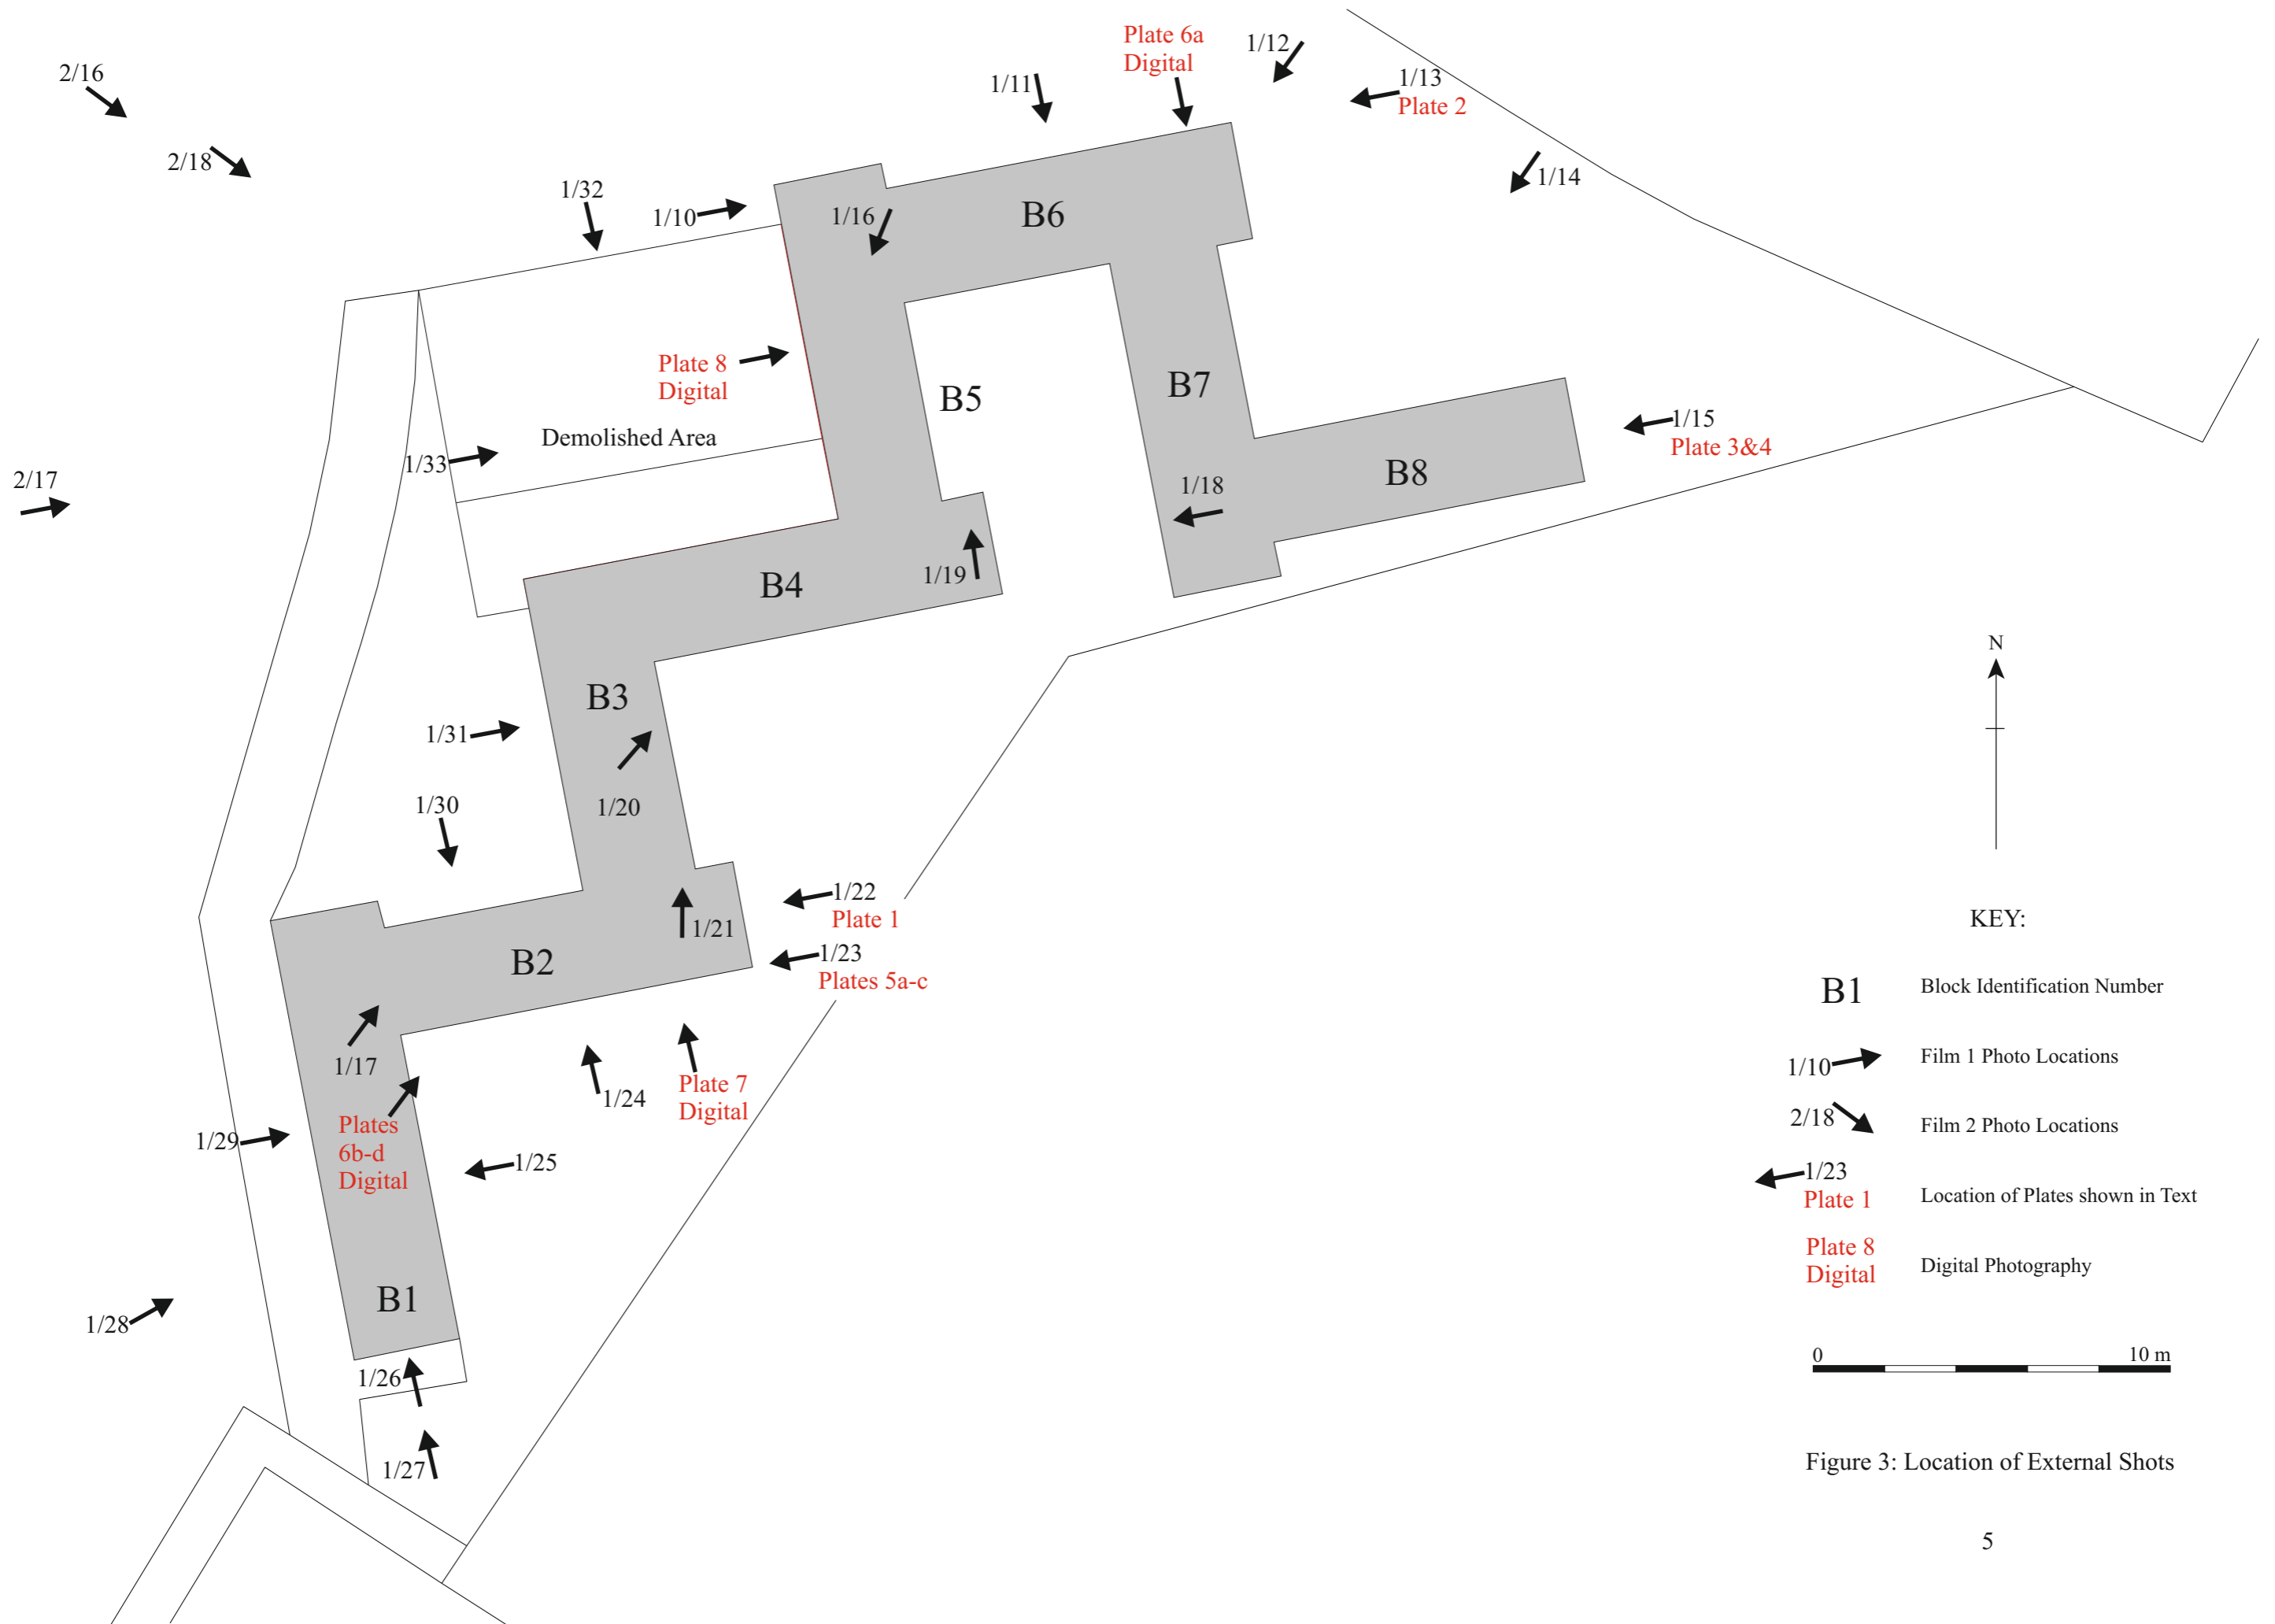 Plate 6a
Digital
1/12
2/16
1/11
1/13
Plate 2
2/18
1/14
1/32
1/10
1/16
B6
Plate 8
Digital
B7
B5
1/15
Plate 3&4
Demolished Area
1/33
2/17
B8
1/18
1/19
B4
N
B3
1/31
1/30
1/20
1/22
Plate 1
1/21
KEY:
B2
1/23
Plates 5a-c
B1
Block Identification Number
1/17
1/10
Film 1 Photo Locations
Plate 7
Digital
1/24
2/18
Film 2 Photo Locations
Plates
6b-d
Digital
1/29
1/25
1/23
Plate 1
Location of Plates shown in Text
Plate 8
Digital
Digital Photography
B1
1/28
0
10 m
1/26
1/27
Figure 3: Location of External Shots
5